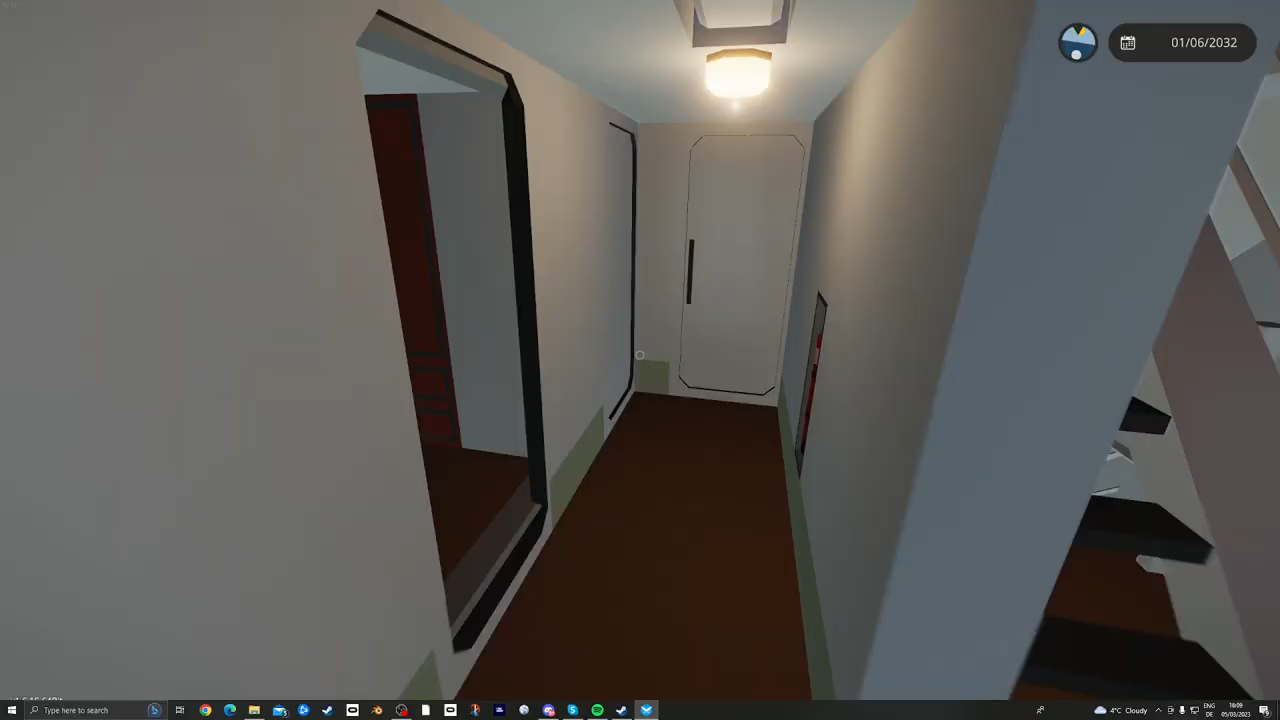 01/06/2032
Type here to search
4°C Cloudy
ENG
DE
16:09
05/03/2023